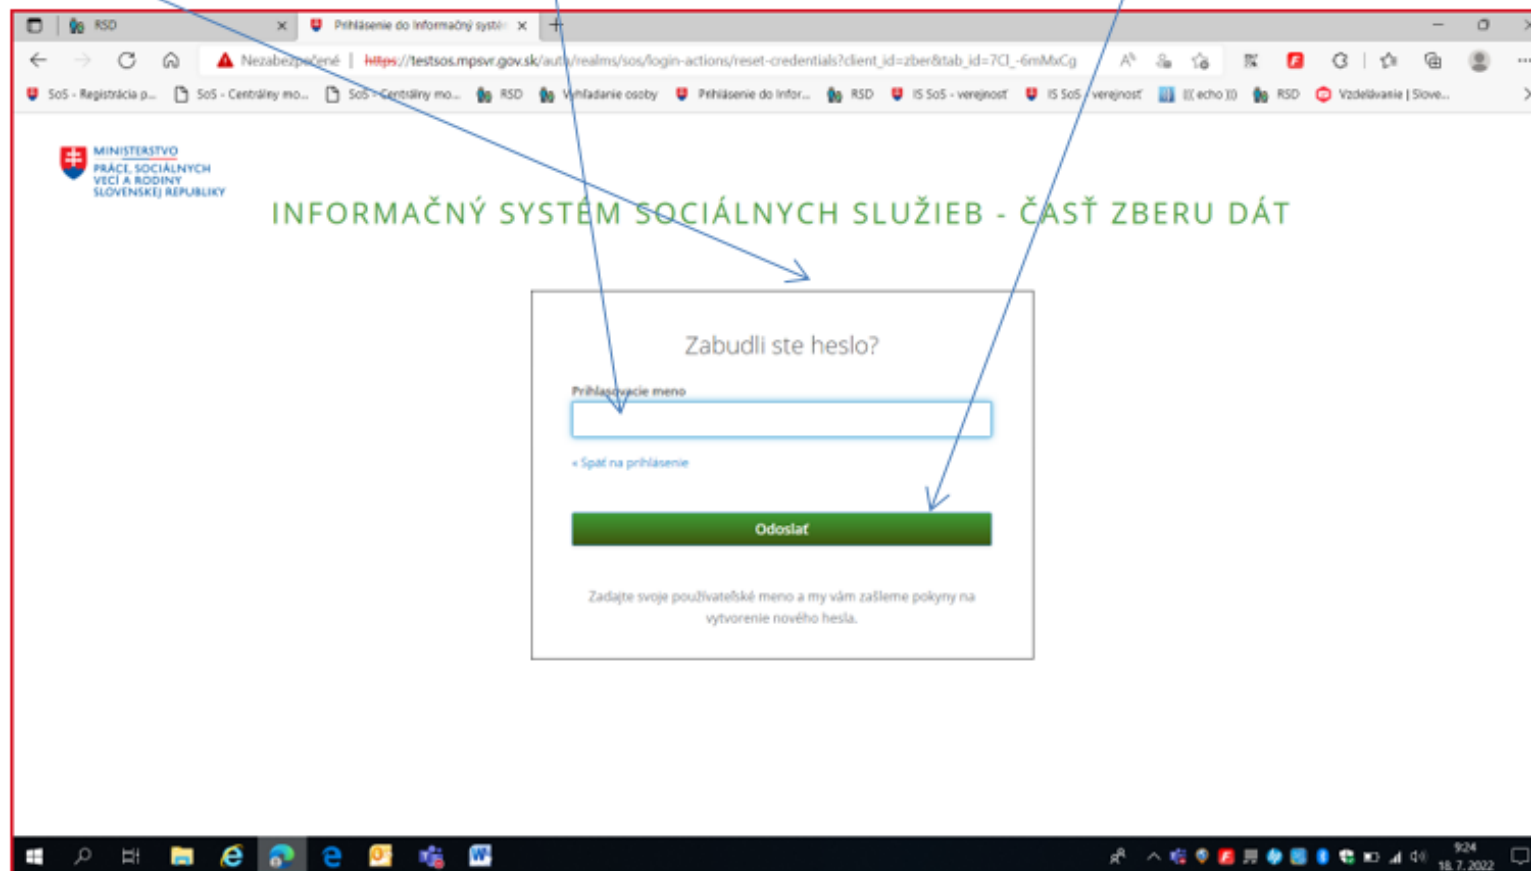 RSD
Prihlásenie do Informačný systém
Nezabezpečené | https://testsos.mpsvr.gov.sk/auth/realms/sos/login-actions/reset-credentials?client_id=zber&tab_id=7CI_-6mMxCg
SoS - Registrácia p... SoS - Centrálny mo... SoS - Centrálny mo... RSD Vyhľadanie osoby Prihlásenie do Infor... RSD IS SoS - verejnosť IS SoS - verejnosť ((( echo ))) RSD Vzdelávanie | Slove...
MINISTERSTVO
PRÁCE, SOCIÁLNYCH
VECÍ A RODINY
SLOVENSKEJ REPUBLIKY
INFORMAČNÝ SYSTÉM SOCIÁLNYCH SLUŽIEB - ČASŤ ZBERU DÁT
Zabudli ste heslo?
Prihlasovacie meno
« Späť na prihlásenie
Odoslať
Zadajte svoje používateľské meno a my vám zašleme pokyny na
vytvorenie nového hesla.
9:24
18. 7. 2022